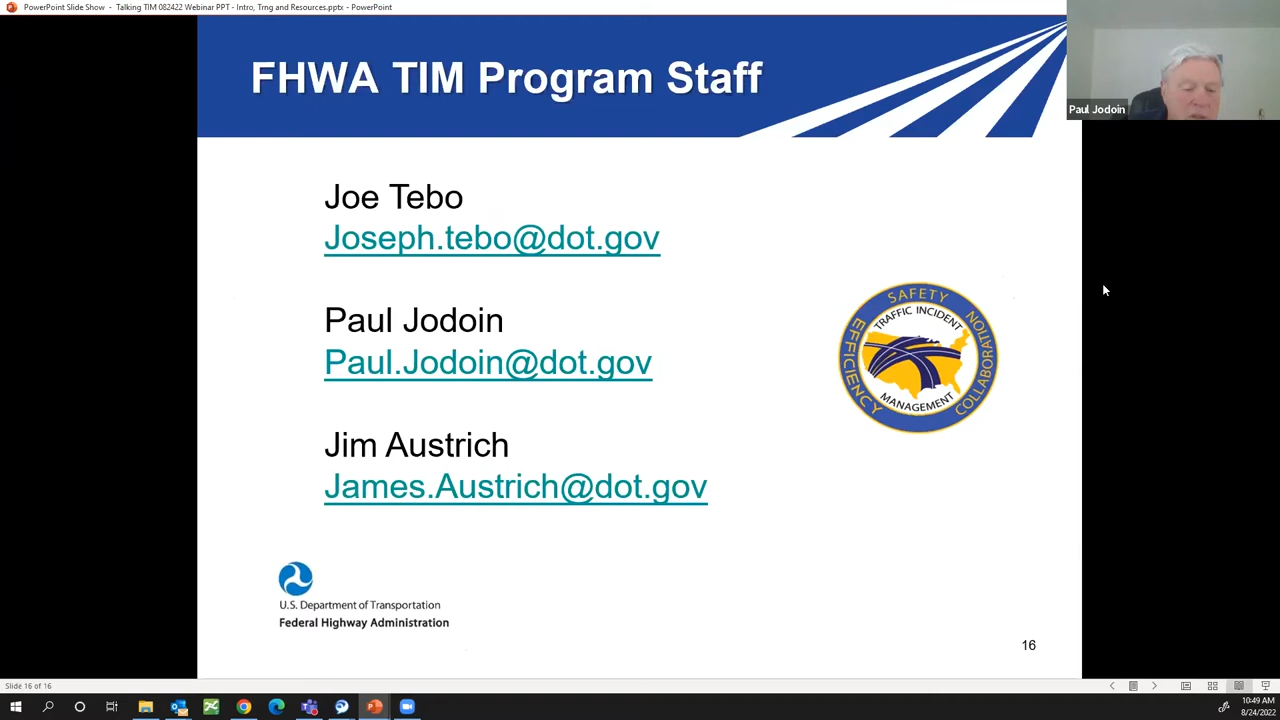 PowerPoint Slide Show - Talking TIM 082422 Webinar PPT - Intro, Trng and Resources.pptx - PowerPoint
FHWA TIM Program Staff
Paul Jodoin
Joe Tebo
Joseph.tebo@dot.gov
Paul Jodoin
Paul.Jodoin@dot.gov
Jim Austrich
James.Austrich@dot.gov
SAFETY
EFFICIENCY
COLLABORATION
TRAFFIC INCIDENT
MANAGEMENT
U.S. Department of Transportation
Federal Highway Administration
16
Slide 16 of 16
10:49 AM
8/24/2022